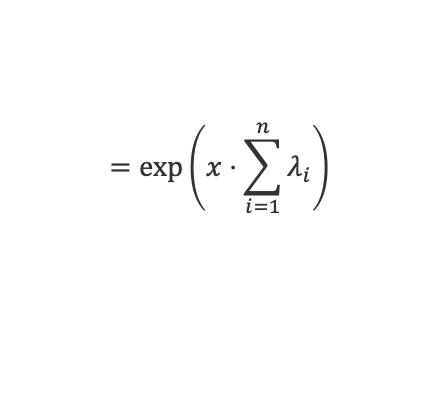 = exp(x · ∑_{i=1}^{n} λ_i)